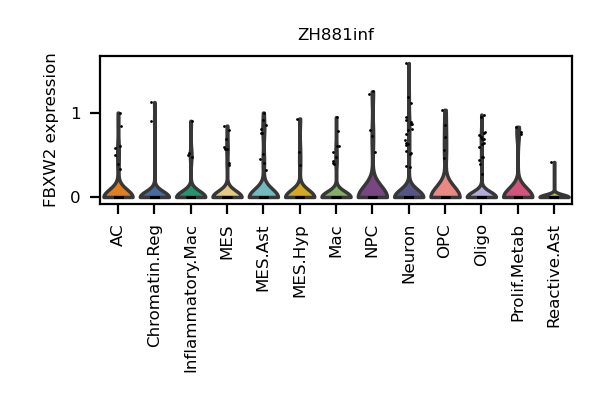 ZH881inf
FBXW2 expression
1
0
AC
Chromatin.Reg
Inflammatory.Mac
MES
MES.Ast
MES.Hyp
Mac
NPC
Neuron
OPC
Oligo
Prolif.Metab
Reactive.Ast